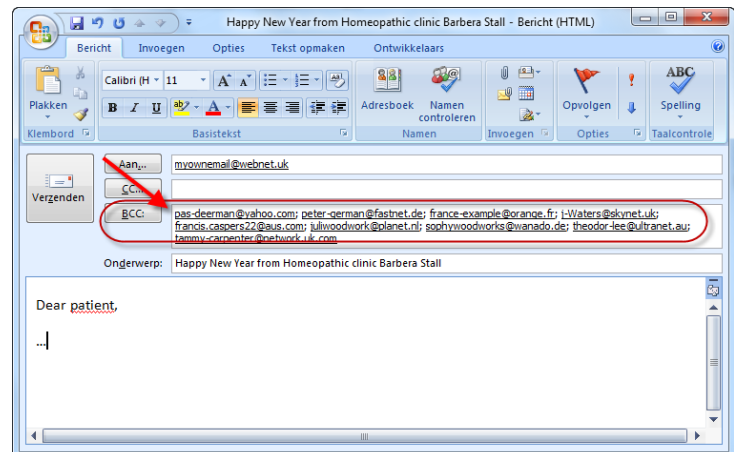 Happy New Year from Homeopathic clinic Barbera Stall - Bericht (HTML)
Bericht Invoegen Opties Tekst opmaken Ontwikkelaars
Plakken
Calibri (H 11
B I U
Adresboek
Namen controleren
Opvolgen
ABC
Spelling
Klembord Basistekst Namen Invoegen Opties Taalcontrole
Verzenden
Aan... myownemail@webnet.uk
CC...
BCC: pas-deerman@yahoo.com; peter-german@fastnet.de; france-example@orange.fr; j-Waters@skynet.uk;
francis.caspers22@aus.com; juliwoodwork@planet.nl; sophywoodworks@wanado.de; theodor-lee@ultranet.au;
tammy-carpenter@network.uk.com
Onderwerp: Happy New Year from Homeopathic clinic Barbera Stall
Dear patient,
...